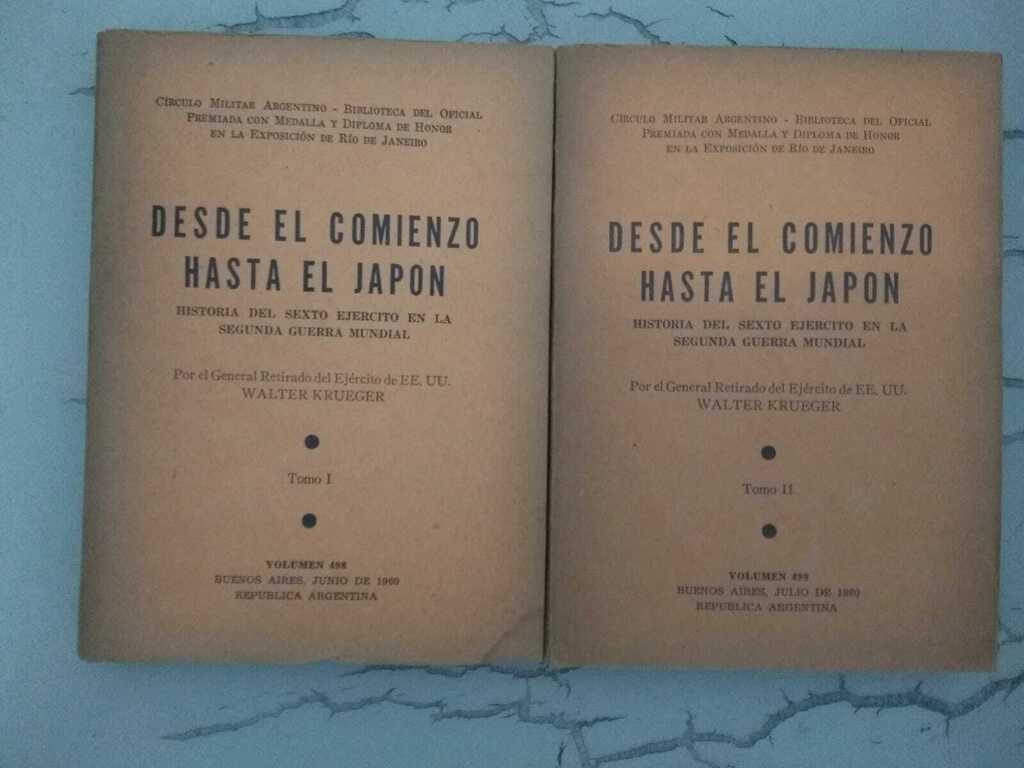 CÍRCULO MILITAR ARGENTINO - BIBLIOTECA DEL OFICIAL
PREMIADA CON MEDALLA Y DIPLOMA DE HONOR
EN LA EXPOSICIÓN DE RÍO DE JANEIRO
DESDE EL COMIENZO
HASTA EL JAPON
HISTORIA DEL SEXTO EJERCITO EN LA
SEGUNDA GUERRA MUNDIAL
Por el General Retirado del Ejército de EE. UU.
WALTER KRUEGER
Tomo I
VOLUMEN 498
BUENOS AIRES, JUNIO DE 1960
REPUBLICA ARGENTINA
CÍRCULO MILITAR ARGENTINO - BIBLIOTECA DEL OFICIAL
PREMIADA CON MEDALLA Y DIPLOMA DE HONOR
EN LA EXPOSICIÓN DE RÍO DE JANEIRO
DESDE EL COMIENZO
HASTA EL JAPON
HISTORIA DEL SEXTO EJERCITO EN LA
SEGUNDA GUERRA MUNDIAL
Por el General Retirado del Ejército de EE. UU.
WALTER KRUEGER
Tomo II
VOLUMEN 499
BUENOS AIRES, JULIO DE 1960
REPUBLICA ARGENTINA